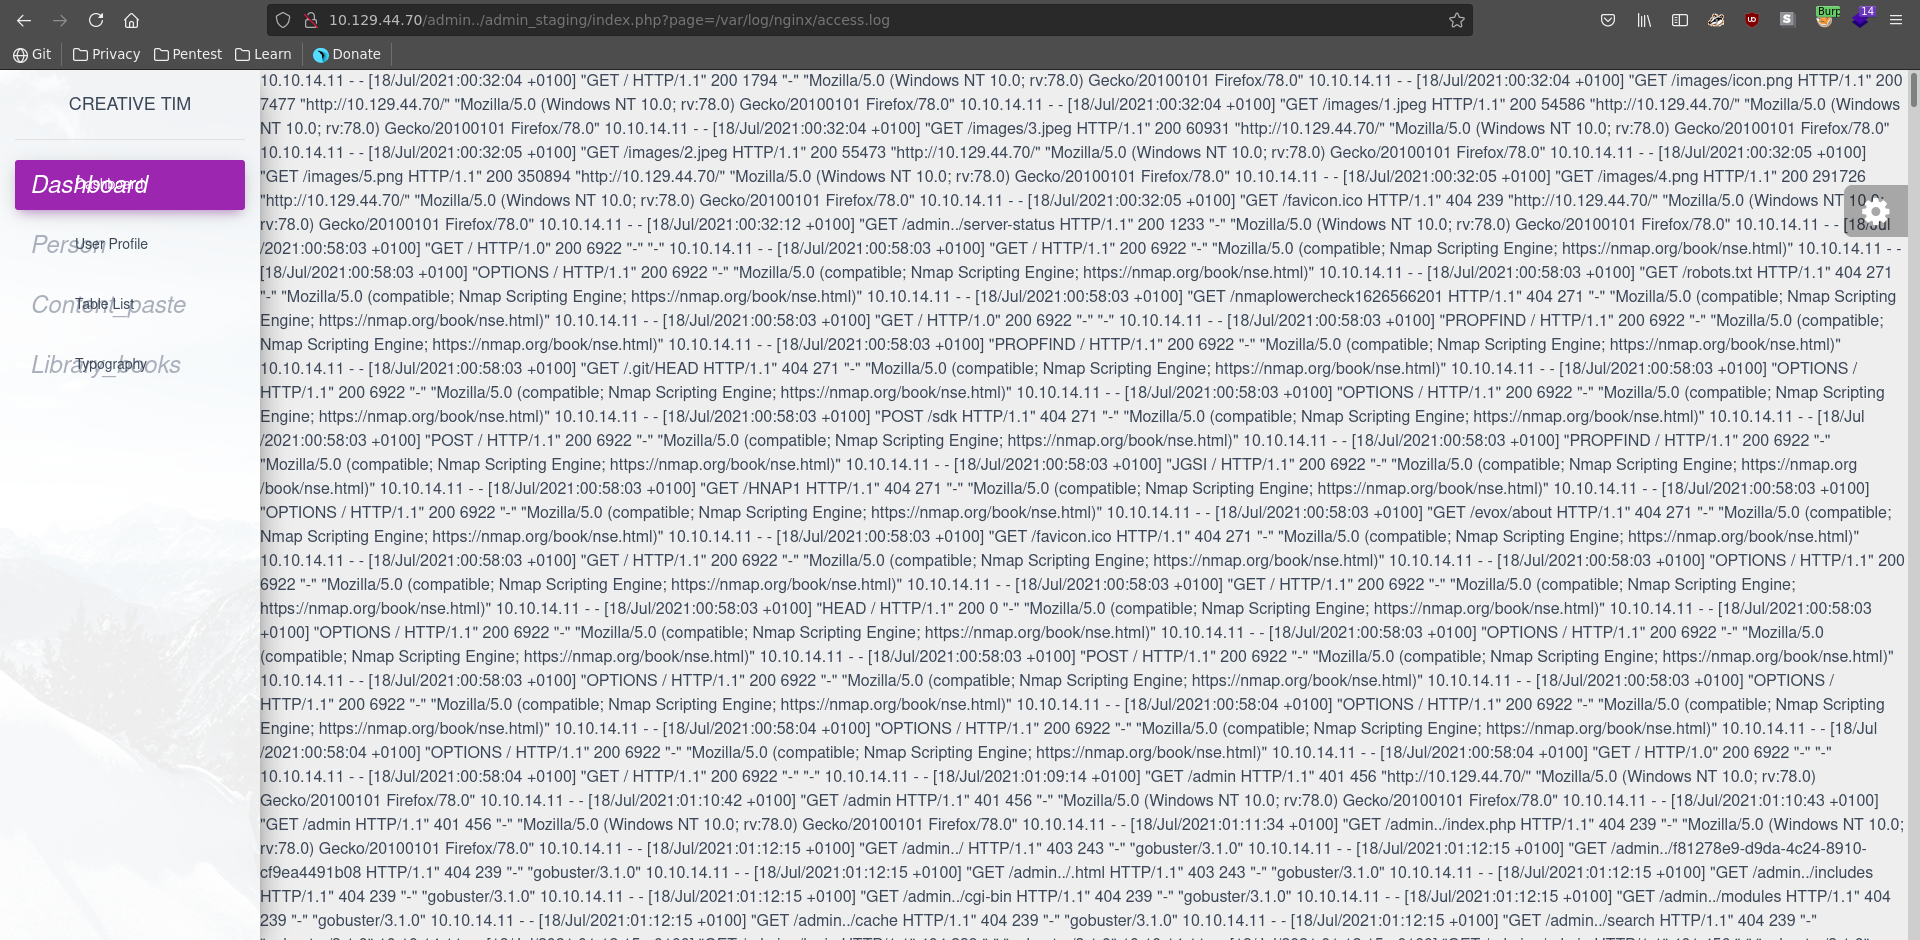 10.129.44.70/admin../admin_staging/index.php?page=/var/log/nginx/access.log
Burp
14
Git Privacy Pentest Learn Donate
CREATIVE TIM
Dashboard
Dashboard
Person
User Profile
Content_paste
Table List
Library_books
Typography
10.10.14.11 - - [18/Jul/2021:00:32:04 +0100] "GET / HTTP/1.1" 200 1794 "-" "Mozilla/5.0 (Windows NT 10.0; rv:78.0) Gecko/20100101 Firefox/78.0" 10.10.14.11 - - [18/Jul/2021:00:32:04 +0100] "GET /images/icon.png HTTP/1.1" 200
7477 "http://10.129.44.70/" "Mozilla/5.0 (Windows NT 10.0; rv:78.0) Gecko/20100101 Firefox/78.0" 10.10.14.11 - - [18/Jul/2021:00:32:04 +0100] "GET /images/1.jpeg HTTP/1.1" 200 54586 "http://10.129.44.70/" "Mozilla/5.0 (Windows
NT 10.0; rv:78.0) Gecko/20100101 Firefox/78.0" 10.10.14.11 - - [18/Jul/2021:00:32:04 +0100] "GET /images/3.jpeg HTTP/1.1" 200 60931 "http://10.129.44.70/" "Mozilla/5.0 (Windows NT 10.0; rv:78.0) Gecko/20100101 Firefox/78.0"
10.10.14.11 - - [18/Jul/2021:00:32:05 +0100] "GET /images/2.jpeg HTTP/1.1" 200 55473 "http://10.129.44.70/" "Mozilla/5.0 (Windows NT 10.0; rv:78.0) Gecko/20100101 Firefox/78.0" 10.10.14.11 - - [18/Jul/2021:00:32:05 +0100]
"GET /images/5.png HTTP/1.1" 200 350894 "http://10.129.44.70/" "Mozilla/5.0 (Windows NT 10.0; rv:78.0) Gecko/20100101 Firefox/78.0" 10.10.14.11 - - [18/Jul/2021:00:32:05 +0100] "GET /images/4.png HTTP/1.1" 200 291726
"http://10.129.44.70/" "Mozilla/5.0 (Windows NT 10.0; rv:78.0) Gecko/20100101 Firefox/78.0" 10.10.14.11 - - [18/Jul/2021:00:32:05 +0100] "GET /favicon.ico HTTP/1.1" 404 239 "http://10.129.44.70/" "Mozilla/5.0 (Windows NT 10.0;
rv:78.0) Gecko/20100101 Firefox/78.0" 10.10.14.11 - - [18/Jul/2021:00:32:12 +0100] "GET /admin../server-status HTTP/1.1" 200 1233 "-" "Mozilla/5.0 (Windows NT 10.0; rv:78.0) Gecko/20100101 Firefox/78.0" 10.10.14.11 - - [18/Jul
/2021:00:58:03 +0100] "GET / HTTP/1.0" 200 6922 "-" "-" 10.10.14.11 - - [18/Jul/2021:00:58:03 +0100] "GET / HTTP/1.1" 200 6922 "-" "Mozilla/5.0 (compatible; Nmap Scripting Engine; https://nmap.org/book/nse.html)" 10.10.14.11 - -
[18/Jul/2021:00:58:03 +0100] "OPTIONS / HTTP/1.1" 200 6922 "-" "Mozilla/5.0 (compatible; Nmap Scripting Engine; https://nmap.org/book/nse.html)" 10.10.14.11 - - [18/Jul/2021:00:58:03 +0100] "GET /robots.txt HTTP/1.1" 404 271
"-" "Mozilla/5.0 (compatible; Nmap Scripting Engine; https://nmap.org/book/nse.html)" 10.10.14.11 - - [18/Jul/2021:00:58:03 +0100] "GET /nmaplowercheck1626566201 HTTP/1.1" 404 271 "-" "Mozilla/5.0 (compatible; Nmap Scripting
Engine; https://nmap.org/book/nse.html)" 10.10.14.11 - - [18/Jul/2021:00:58:03 +0100] "GET / HTTP/1.0" 200 6922 "-" "-" 10.10.14.11 - - [18/Jul/2021:00:58:03 +0100] "PROPFIND / HTTP/1.1" 200 6922 "-" "Mozilla/5.0 (compatible;
Nmap Scripting Engine; https://nmap.org/book/nse.html)" 10.10.14.11 - - [18/Jul/2021:00:58:03 +0100] "PROPFIND / HTTP/1.1" 200 6922 "-" "Mozilla/5.0 (compatible; Nmap Scripting Engine; https://nmap.org/book/nse.html)"
10.10.14.11 - - [18/Jul/2021:00:58:03 +0100] "GET /.git/HEAD HTTP/1.1" 404 271 "-" "Mozilla/5.0 (compatible; Nmap Scripting Engine; https://nmap.org/book/nse.html)" 10.10.14.11 - - [18/Jul/2021:00:58:03 +0100] "OPTIONS /
HTTP/1.1" 200 6922 "-" "Mozilla/5.0 (compatible; Nmap Scripting Engine; https://nmap.org/book/nse.html)" 10.10.14.11 - - [18/Jul/2021:00:58:03 +0100] "OPTIONS / HTTP/1.1" 200 6922 "-" "Mozilla/5.0 (compatible; Nmap Scripting
Engine; https://nmap.org/book/nse.html)" 10.10.14.11 - - [18/Jul/2021:00:58:03 +0100] "POST /sdk HTTP/1.1" 404 271 "-" "Mozilla/5.0 (compatible; Nmap Scripting Engine; https://nmap.org/book/nse.html)" 10.10.14.11 - - [18/Jul
/2021:00:58:03 +0100] "POST / HTTP/1.1" 200 6922 "-" "Mozilla/5.0 (compatible; Nmap Scripting Engine; https://nmap.org/book/nse.html)" 10.10.14.11 - - [18/Jul/2021:00:58:03 +0100] "PROPFIND / HTTP/1.1" 200 6922 "-"
"Mozilla/5.0 (compatible; Nmap Scripting Engine; https://nmap.org/book/nse.html)" 10.10.14.11 - - [18/Jul/2021:00:58:03 +0100] "JGSI / HTTP/1.1" 200 6922 "-" "Mozilla/5.0 (compatible; Nmap Scripting Engine; https://nmap.org
/book/nse.html)" 10.10.14.11 - - [18/Jul/2021:00:58:03 +0100] "GET /HNAP1 HTTP/1.1" 404 271 "-" "Mozilla/5.0 (compatible; Nmap Scripting Engine; https://nmap.org/book/nse.html)" 10.10.14.11 - - [18/Jul/2021:00:58:03 +0100]
"OPTIONS / HTTP/1.1" 200 6922 "-" "Mozilla/5.0 (compatible; Nmap Scripting Engine; https://nmap.org/book/nse.html)" 10.10.14.11 - - [18/Jul/2021:00:58:03 +0100] "GET /evox/about HTTP/1.1" 404 271 "-" "Mozilla/5.0 (compatible;
Nmap Scripting Engine; https://nmap.org/book/nse.html)" 10.10.14.11 - - [18/Jul/2021:00:58:03 +0100] "GET /favicon.ico HTTP/1.1" 404 271 "-" "Mozilla/5.0 (compatible; Nmap Scripting Engine; https://nmap.org/book/nse.html)"
10.10.14.11 - - [18/Jul/2021:00:58:03 +0100] "GET / HTTP/1.1" 200 6922 "-" "Mozilla/5.0 (compatible; Nmap Scripting Engine; https://nmap.org/book/nse.html)" 10.10.14.11 - - [18/Jul/2021:00:58:03 +0100] "OPTIONS / HTTP/1.1" 200
6922 "-" "Mozilla/5.0 (compatible; Nmap Scripting Engine; https://nmap.org/book/nse.html)" 10.10.14.11 - - [18/Jul/2021:00:58:03 +0100] "GET / HTTP/1.1" 200 6922 "-" "Mozilla/5.0 (compatible; Nmap Scripting Engine;
https://nmap.org/book/nse.html)" 10.10.14.11 - - [18/Jul/2021:00:58:03 +0100] "HEAD / HTTP/1.1" 200 0 "-" "Mozilla/5.0 (compatible; Nmap Scripting Engine; https://nmap.org/book/nse.html)" 10.10.14.11 - - [18/Jul/2021:00:58:03
+0100] "OPTIONS / HTTP/1.1" 200 6922 "-" "Mozilla/5.0 (compatible; Nmap Scripting Engine; https://nmap.org/book/nse.html)" 10.10.14.11 - - [18/Jul/2021:00:58:03 +0100] "OPTIONS / HTTP/1.1" 200 6922 "-" "Mozilla/5.0
(compatible; Nmap Scripting Engine; https://nmap.org/book/nse.html)" 10.10.14.11 - - [18/Jul/2021:00:58:03 +0100] "POST / HTTP/1.1" 200 6922 "-" "Mozilla/5.0 (compatible; Nmap Scripting Engine; https://nmap.org/book/nse.html)"
10.10.14.11 - - [18/Jul/2021:00:58:03 +0100] "OPTIONS / HTTP/1.1" 200 6922 "-" "Mozilla/5.0 (compatible; Nmap Scripting Engine; https://nmap.org/book/nse.html)" 10.10.14.11 - - [18/Jul/2021:00:58:03 +0100] "OPTIONS /
HTTP/1.1" 200 6922 "-" "Mozilla/5.0 (compatible; Nmap Scripting Engine; https://nmap.org/book/nse.html)" 10.10.14.11 - - [18/Jul/2021:00:58:04 +0100] "OPTIONS / HTTP/1.1" 200 6922 "-" "Mozilla/5.0 (compatible; Nmap Scripting
Engine; https://nmap.org/book/nse.html)" 10.10.14.11 - - [18/Jul/2021:00:58:04 +0100] "OPTIONS / HTTP/1.1" 200 6922 "-" "Mozilla/5.0 (compatible; Nmap Scripting Engine; https://nmap.org/book/nse.html)" 10.10.14.11 - - [18/Jul
/2021:00:58:04 +0100] "OPTIONS / HTTP/1.1" 200 6922 "-" "Mozilla/5.0 (compatible; Nmap Scripting Engine; https://nmap.org/book/nse.html)" 10.10.14.11 - - [18/Jul/2021:00:58:04 +0100] "GET / HTTP/1.0" 200 6922 "-" "-"
10.10.14.11 - - [18/Jul/2021:00:58:04 +0100] "GET / HTTP/1.1" 200 6922 "-" "-" 10.10.14.11 - - [18/Jul/2021:01:09:14 +0100] "GET /admin HTTP/1.1" 401 456 "http://10.129.44.70/" "Mozilla/5.0 (Windows NT 10.0; rv:78.0)
Gecko/20100101 Firefox/78.0" 10.10.14.11 - - [18/Jul/2021:01:10:42 +0100] "GET /admin HTTP/1.1" 401 456 "-" "Mozilla/5.0 (Windows NT 10.0; rv:78.0) Gecko/20100101 Firefox/78.0" 10.10.14.11 - - [18/Jul/2021:01:10:43 +0100]
"GET /admin HTTP/1.1" 401 456 "-" "Mozilla/5.0 (Windows NT 10.0; rv:78.0) Gecko/20100101 Firefox/78.0" 10.10.14.11 - - [18/Jul/2021:01:11:34 +0100] "GET /admin../index.php HTTP/1.1" 404 239 "-" "Mozilla/5.0 (Windows NT 10.0;
rv:78.0) Gecko/20100101 Firefox/78.0" 10.10.14.11 - - [18/Jul/2021:01:12:15 +0100] "GET /admin../ HTTP/1.1" 403 243 "-" "gobuster/3.1.0" 10.10.14.11 - - [18/Jul/2021:01:12:15 +0100] "GET /admin../f81278e9-d9da-4c24-8910-
cf9ea4491b08 HTTP/1.1" 404 239 "-" "gobuster/3.1.0" 10.10.14.11 - - [18/Jul/2021:01:12:15 +0100] "GET /admin../.html HTTP/1.1" 403 243 "-" "gobuster/3.1.0" 10.10.14.11 - - [18/Jul/2021:01:12:15 +0100] "GET /admin../includes
HTTP/1.1" 404 239 "-" "gobuster/3.1.0" 10.10.14.11 - - [18/Jul/2021:01:12:15 +0100] "GET /admin../cgi-bin HTTP/1.1" 404 239 "-" "gobuster/3.1.0" 10.10.14.11 - - [18/Jul/2021:01:12:15 +0100] "GET /admin../modules HTTP/1.1" 404
239 "-" "gobuster/3.1.0" 10.10.14.11 - - [18/Jul/2021:01:12:15 +0100] "GET /admin../cache HTTP/1.1" 404 239 "-" "gobuster/3.1.0" 10.10.14.11 - - [18/Jul/2021:01:12:15 +0100] "GET /admin../search HTTP/1.1" 404 239 "-"